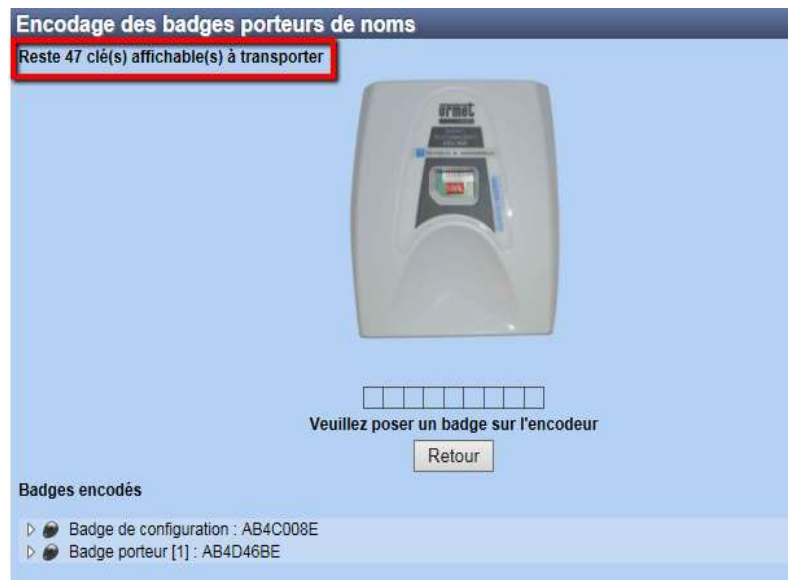 Encodage des badges porteurs de noms
Reste 47 clé(s) affichable(s) à transporter
urmet
Veuillez poser un badge sur l'encodeur
Retour
Badges encodés
Badge de configuration : AB4C008E
Badge porteur [1] : AB4D46BE